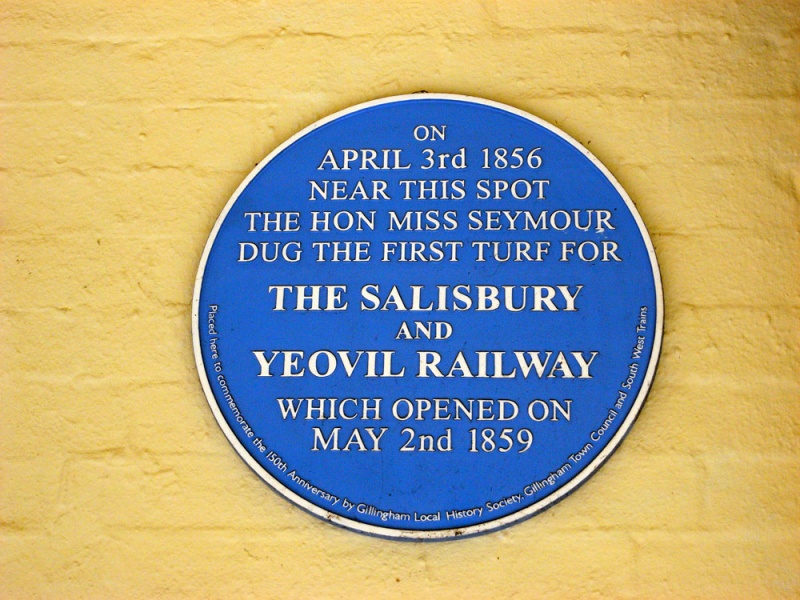 ON
APRIL 3rd 1856
NEAR THIS SPOT
THE HON MISS SEYMOUR
DUG THE FIRST TURF FOR
THE SALISBURY
AND
YEOVIL RAILWAY
WHICH OPENED ON
MAY 2nd 1859
Placed here to commemorate the 150th Anniversary by Gillingham Local History Society, Gillingham Town Council and South West Trains